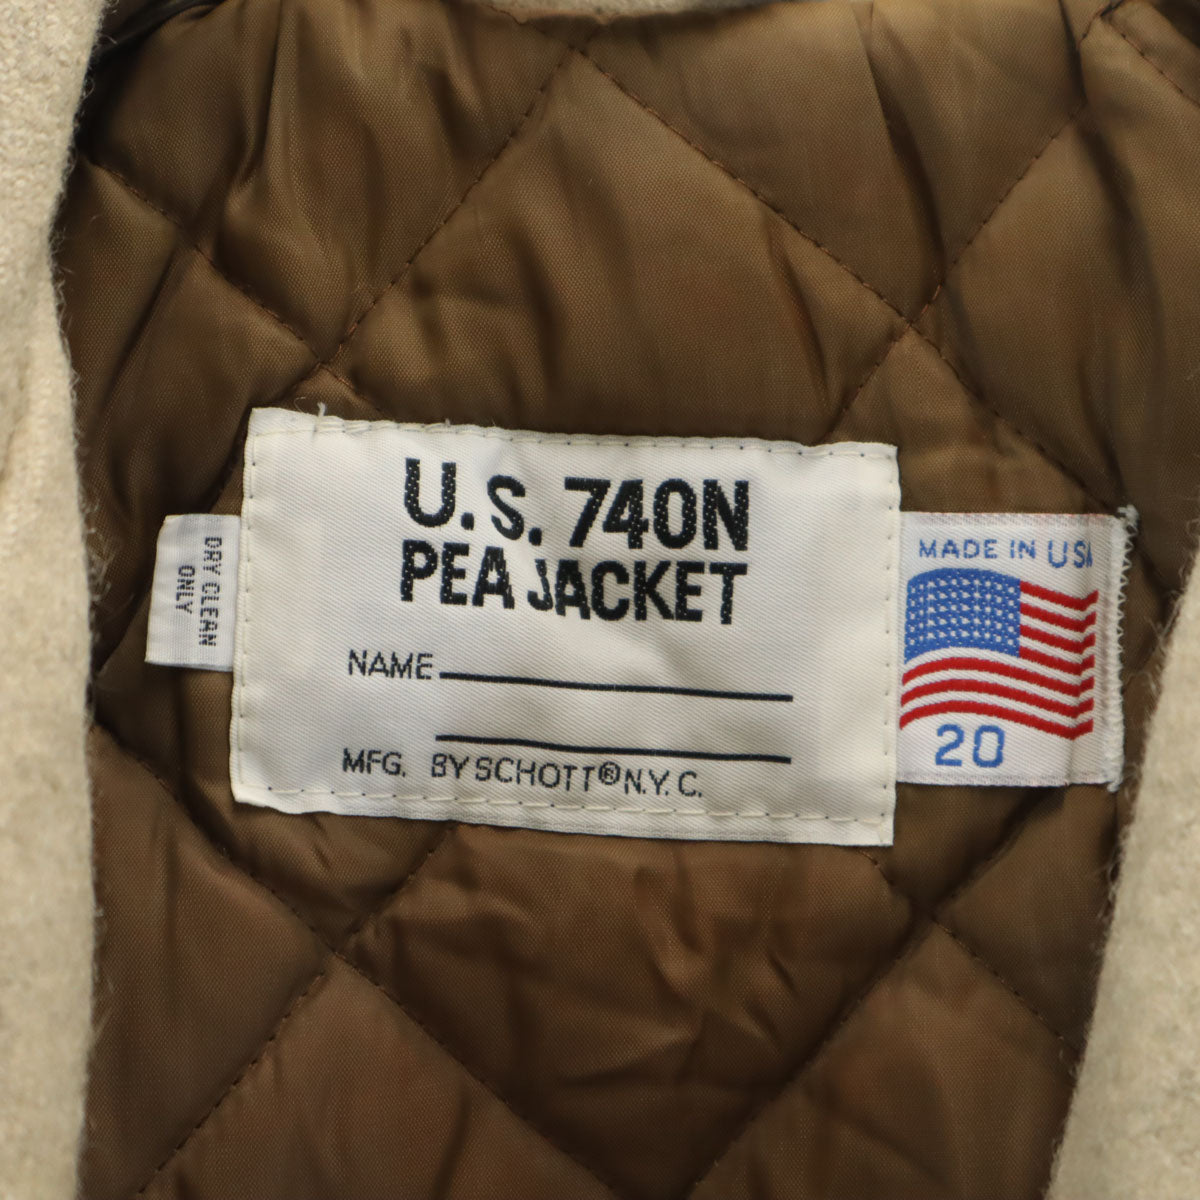 U.S. 740N
PEA JACKET
NAME
MFG. BY SCHOTT® N.Y.C.
DRY CLEAN
ONLY
MADE IN USA
20